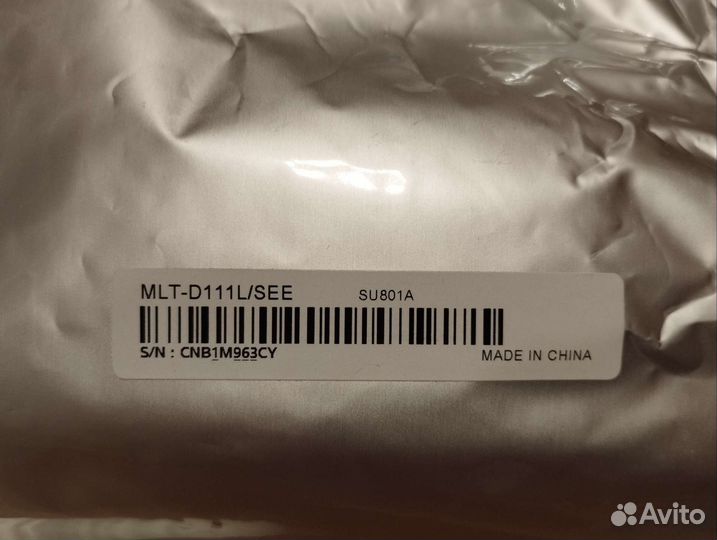 MLT-D111L/SEE SU801A
S/N : CNB1M963CY MADE IN CHINA
Avito